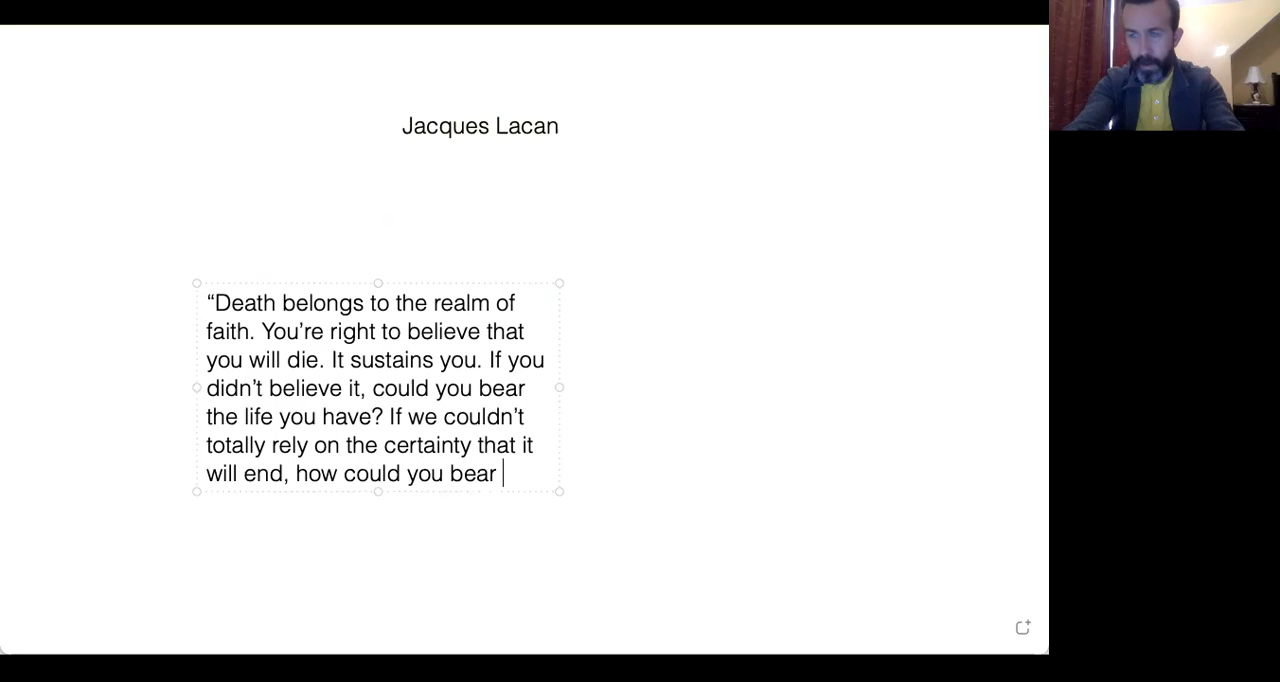 Jacques Lacan
“Death belongs to the realm of
faith. You’re right to believe that
you will die. It sustains you. If you
didn’t believe it, could you bear
the life you have? If we couldn’t
totally rely on the certainty that it
will end, how could you bear